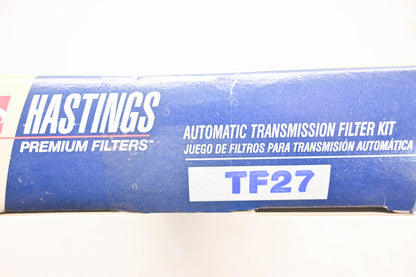 HASTINGS
PREMIUM FILTERS™
AUTOMATIC TRANSMISSION FILTER KIT
JUEGO DE FILTROS PARA TRANSMISIÓN AUTOMÁTICA
TF27